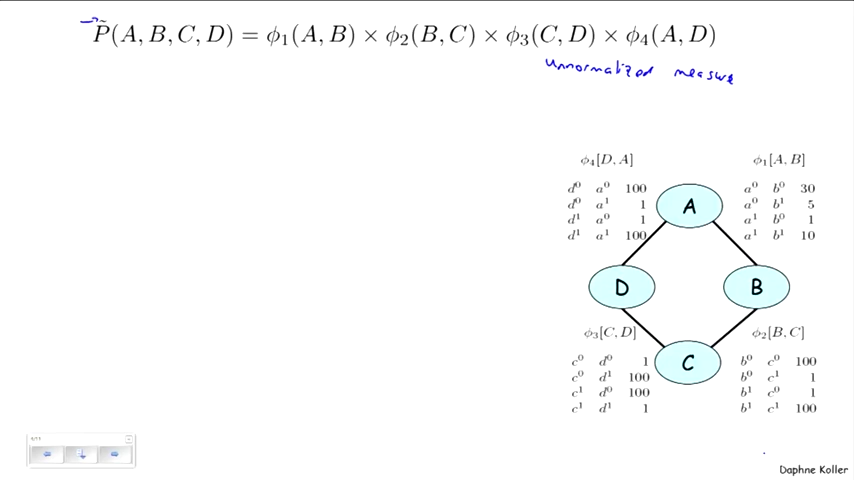 P̃(A, B, C, D) = ϕ₁(A, B) × ϕ₂(B, C) × ϕ₃(C, D) × ϕ₄(A, D)
unnormalized measure
ϕ₄[D, A]
d⁰ a⁰ 100
d⁰ a¹ 1
d¹ a⁰ 1
d¹ a¹ 100
ϕ₁[A, B]
a⁰ b⁰ 30
a⁰ b¹ 5
a¹ b⁰ 1
a¹ b¹ 10
A
D
B
C
ϕ₃[C, D]
c⁰ d⁰ 1
c⁰ d¹ 100
c¹ d⁰ 100
c¹ d¹ 1
ϕ₂[B, C]
b⁰ c⁰ 100
b⁰ c¹ 1
b¹ c⁰ 1
b¹ c¹ 100
Daphne Koller